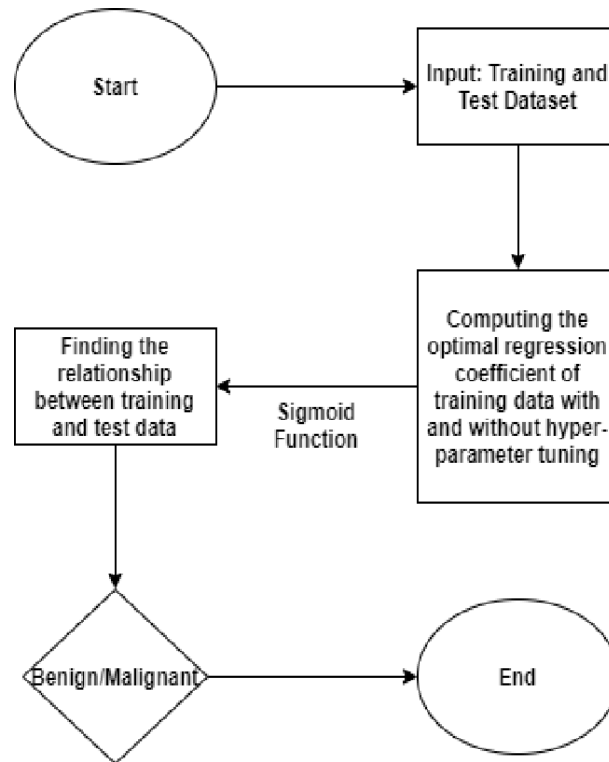 Start
Input: Training and
Test Dataset
Computing the
optimal regression
coefficient of
training data with
and without hyper-
parameter tuning
Sigmoid
Function
Finding the
relationship
between training
and test data
Benign/Malignant
End